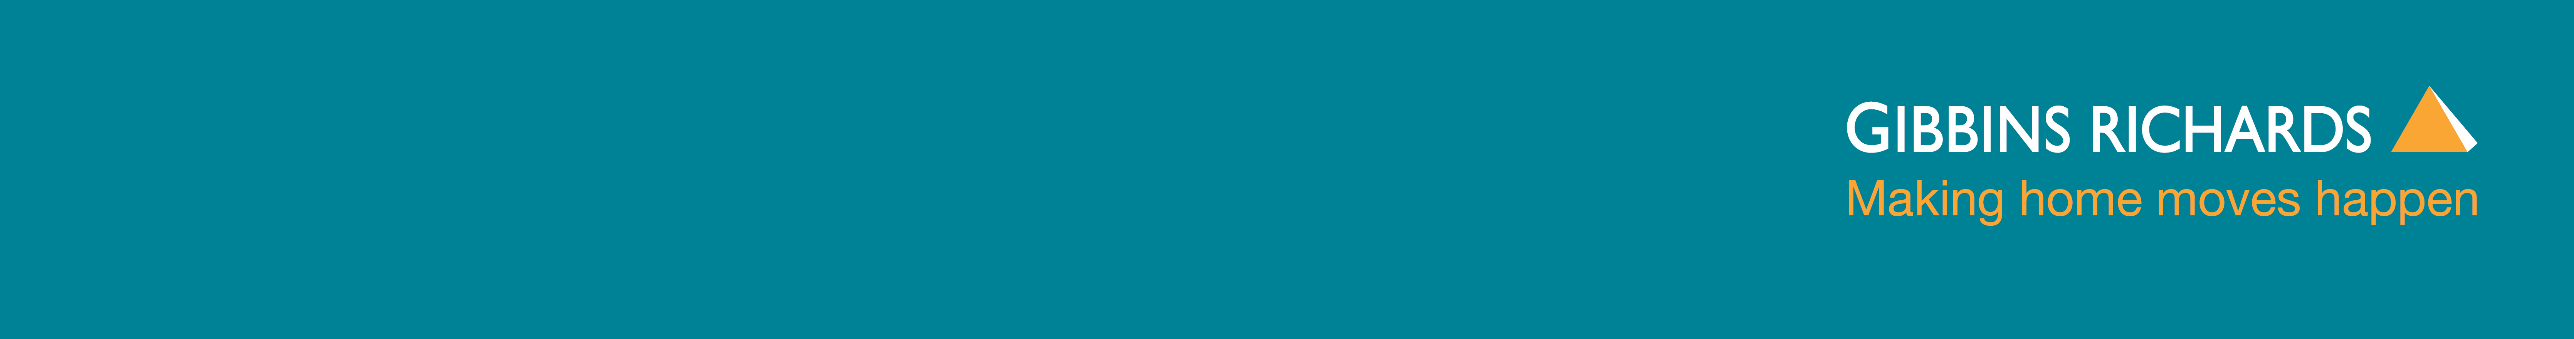 GIBBINS RICHARDS
Making home moves happen